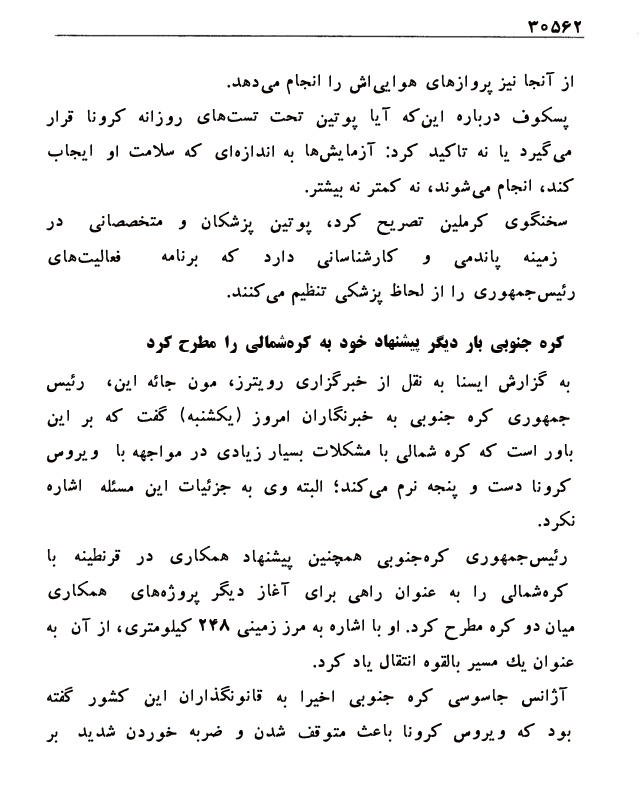 ۳۰۵۶۲
از آنجا نیز پروازهای هوایی‌اش را انجام می‌دهد.
پسکوف درباره این‌که آیا پوتین تحت تست‌های روزانه کرونا قرار
می‌گیرد یا نه تاکید کرد: آزمایش‌ها به اندازه‌ای که سلامت او ایجاب
کند، انجام می‌شوند، نه کمتر نه بیشتر.
سخنگوی کرملین تصریح کرد، پوتین پزشکان و متخصصانی در
زمینه پاندمی و کارشناسانی دارد که برنامه فعالیت‌های
رئیس‌جمهوری را از لحاظ پزشکی تنظیم می‌کنند.
کره جنوبی بار دیگر پیشنهاد خود به کره‌شمالی را مطرح کرد
به گزارش ایسنا به نقل از خبرگزاری رویترز، مون جائه این، رئیس
جمهوری کره جنوبی به خبرنگاران امروز (یکشنبه) گفت که بر این
باور است که کره شمالی با مشکلات بسیار زیادی در مواجهه با ویروس
کرونا دست و پنجه نرم می‌کند؛ البته وی به جزئیات این مسئله اشاره
نکرد.
رئیس‌جمهوری کره‌جنوبی همچنین پیشنهاد همکاری در قرنطینه با
کره‌شمالی را به عنوان راهی برای آغاز دیگر پروژه‌های همکاری
میان دو کره مطرح کرد. او با اشاره به مرز زمینی ۲۴۸ کیلومتری، از آن به
عنوان یك مسیر بالقوه انتقال یاد کرد.
آژانس جاسوسی کره جنوبی اخیرا به قانونگذاران این کشور گفته
بود که ویروس کرونا باعث متوقف شدن و ضربه خوردن شدید بر